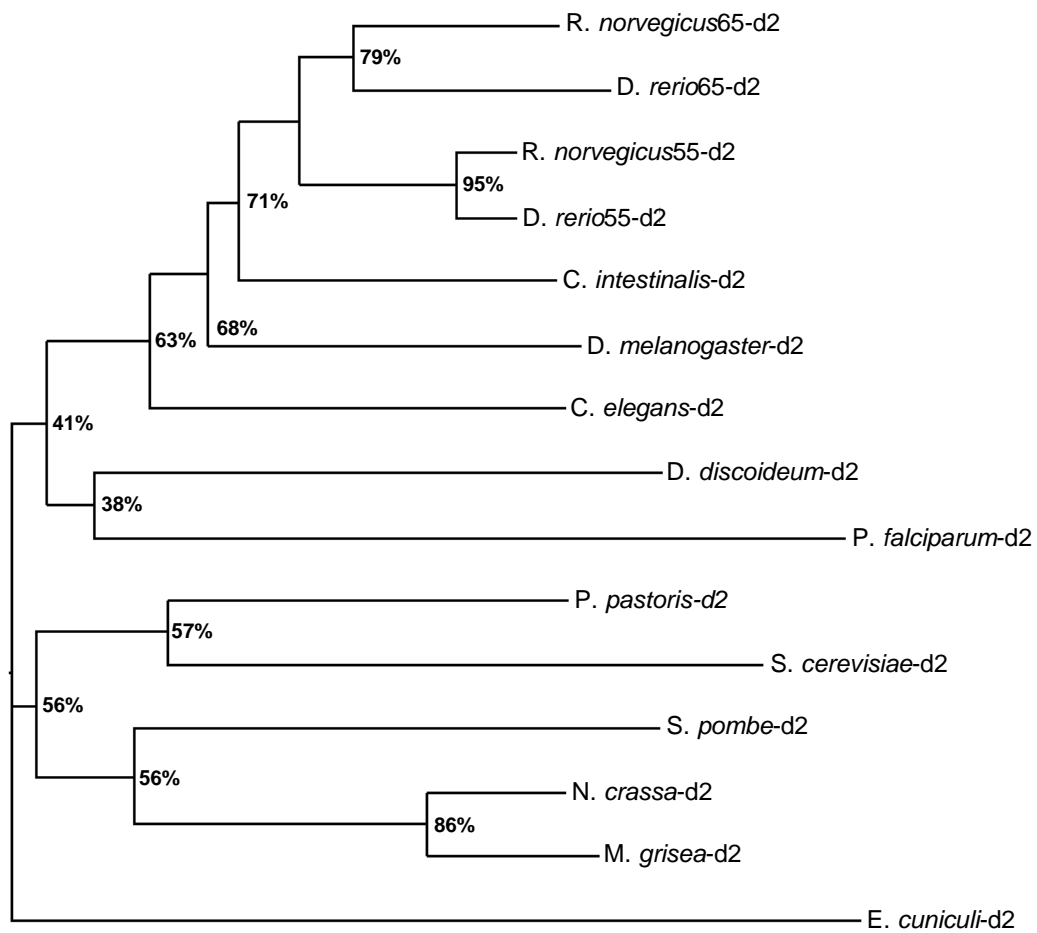 R. norvegicus65-d2
79%
D. rerio65-d2
R. norvegicus55-d2
95%
71%
D. rerio55-d2
C. intestinalis-d2
68%
63%
D. melanogaster-d2
C. elegans-d2
41%
D. discoideum-d2
38%
P. falciparum-d2
P. pastoris-d2
57%
S. cerevisiae-d2
56%
S. pombe-d2
56%
N. crassa-d2
86%
M. grisea-d2
E. cuniculi-d2